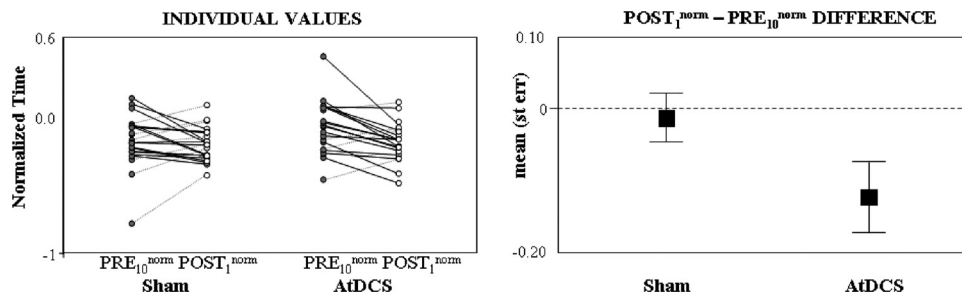 INDIVIDUAL VALUES
0.6
0.0
-1
Normalized Time
PRE₁₀ⁿᵒʳᵐ POST₁ⁿᵒʳᵐ PRE₁₀ⁿᵒʳᵐ POST₁ⁿᵒʳᵐ
Sham AtDCS
POST₁ⁿᵒʳᵐ – PRE₁₀ⁿᵒʳᵐ DIFFERENCE
0.10
0
-0.20
mean (st err)
Sham AtDCS